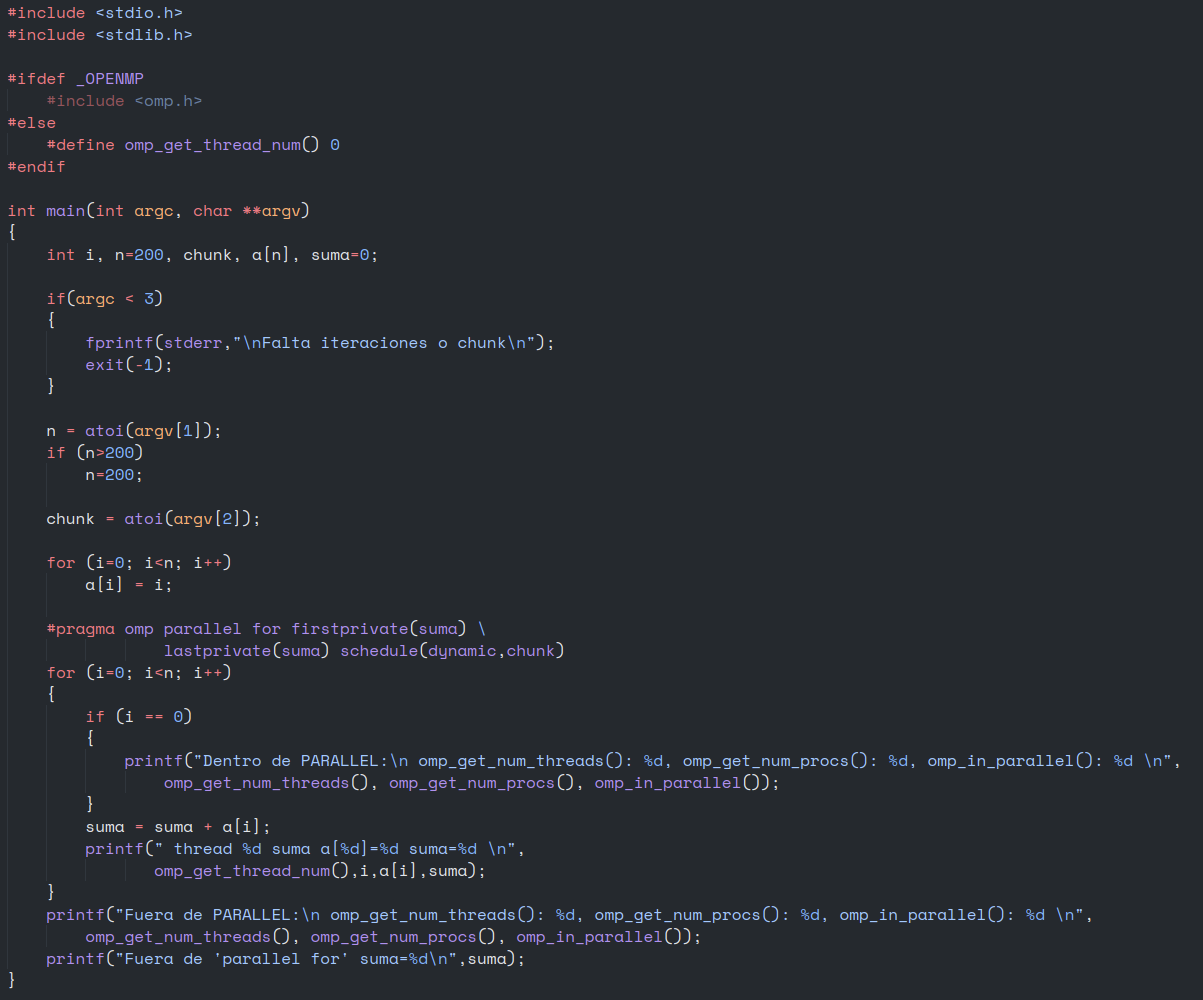 #include <stdio.h>
#include <stdlib.h>
#ifdef _OPENMP
#include <omp.h>
#else
#define omp_get_thread_num() 0
#endif
int main(int argc, char **argv)
{
int i, n=200, chunk, a[n], suma=0;
if(argc < 3)
{
fprintf(stderr,"\nFalta iteraciones o chunk\n");
exit(-1);
}
n = atoi(argv[1]);
if (n>200)
n=200;
chunk = atoi(argv[2]);
for (i=0; i<n; i++)
a[i] = i;
#pragma omp parallel for firstprivate(suma) \
lastprivate(suma) schedule(dynamic,chunk)
for (i=0; i<n; i++)
{
if (i == 0)
{
printf("Dentro de PARALLEL:\n omp_get_num_threads(): %d, omp_get_num_procs(): %d, omp_in_parallel(): %d \n",
omp_get_num_threads(), omp_get_num_procs(), omp_in_parallel());
}
suma = suma + a[i];
printf(" thread %d suma a[%d]=%d suma=%d \n",
omp_get_thread_num(),i,a[i],suma);
}
printf("Fuera de PARALLEL:\n omp_get_num_threads(): %d, omp_get_num_procs(): %d, omp_in_parallel(): %d \n",
omp_get_num_threads(), omp_get_num_procs(), omp_in_parallel());
printf("Fuera de 'parallel for' suma=%d\n",suma);
}